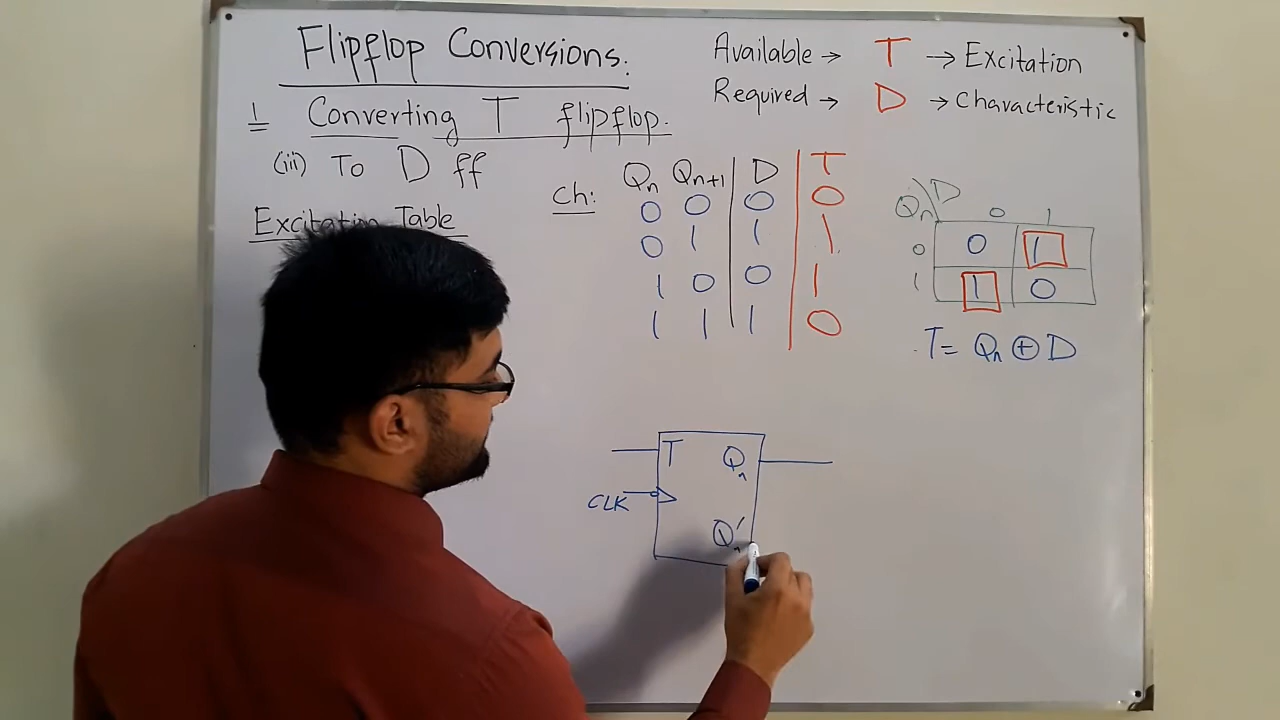 Flipflop Conversions:
Available → T → Excitation
Required → D → Characteristic
1 Converting T flipflop.
(iii) To D ff
Excitation Table
Ch: Qn Qn+1 D T
0 0 0 0
0 1 1 1
1 0 0 1
1 1 1 0
Qn D 0 1
0 0 1
1 1 0
T = Qn ⊕ D
T Qn
CLK
Qn'